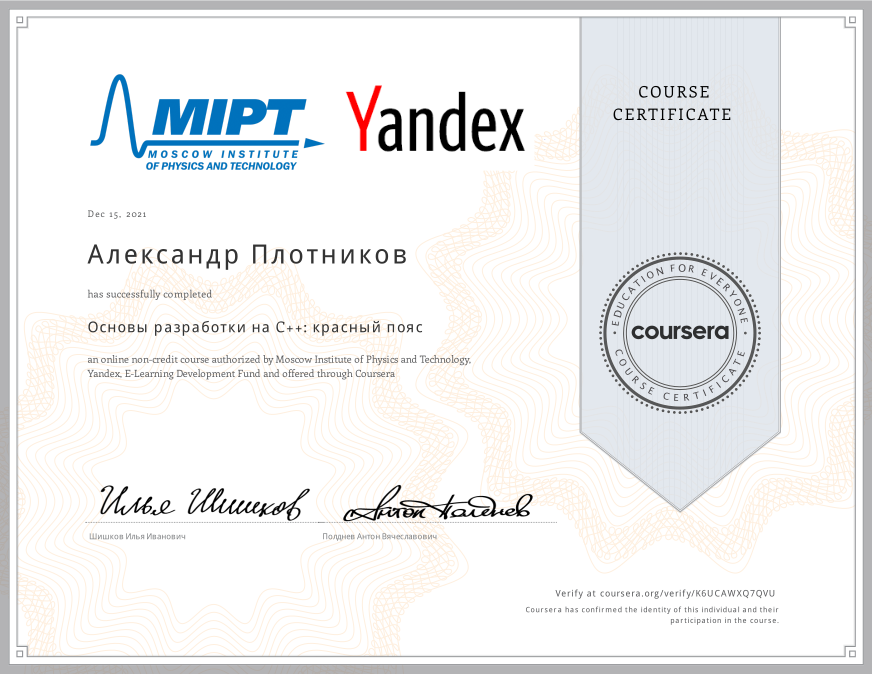 MIPT
MOSCOW INSTITUTE
OF PHYSICS AND TECHNOLOGY
Yandex
COURSE
CERTIFICATE
Dec 15, 2021
Александр Плотников
has successfully completed
Основы разработки на C++: красный пояс
an online non-credit course authorized by Moscow Institute of Physics and Technology,
Yandex, E-Learning Development Fund and offered through Coursera
EDUCATION FOR EVERYONE
coursera
COURSE CERTIFICATE
Илья Шишков
Антон Полднев
Шишков Илья Иванович
Полднев Антон Вячеславович
Verify at coursera.org/verify/K6UCAWXQ7QVU
Coursera has confirmed the identity of this individual and their
participation in the course.